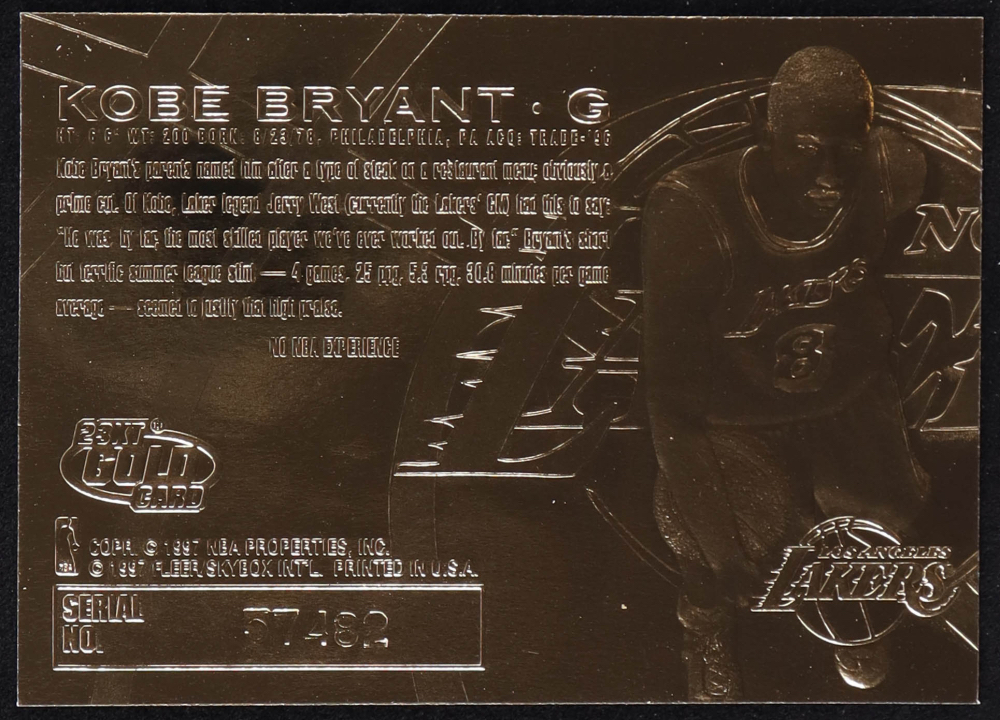 KOBE BRYANT · G
HT: 6'6" WT: 200 BORN: 8/23/78, PHILADELPHIA, PA ACQ: TRADE-'96
Kobe Bryant's parents named him after a type of steak on a restaurant menu; obviously a
prime cut. Of Kobe, Laker legend Jerry West (currently the Lakers' GM) had this to say:
"He was by far the most skilled player we've ever worked out. By far." Bryant's short
but terrific summer league stint — 4 games, 25 ppg, 5.3 rpg, 30.8 minutes per game
average — seemed to justify that high praise.
NO NBA EXPERIENCE
LAKERS
8
23KT®
GOLD
CARD
NBA
COPR. © 1997 NBA PROPERTIES, INC.
© 1997 FLEER/SKYBOX INT'L. PRINTED IN U.S.A.
SERIAL
NO. 37482
LOS ANGELES
LAKERS